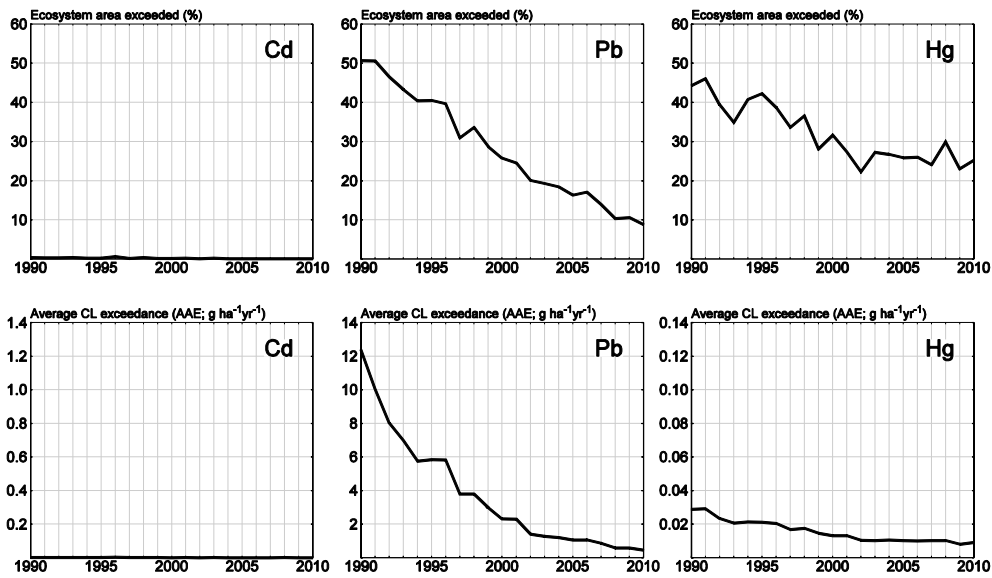 Ecosystem area exceeded (%)
Cd
60
50
40
30
20
10
1990 1995 2000 2005 2010
Ecosystem area exceeded (%)
Pb
60
50
40
30
20
10
1990 1995 2000 2005 2010
Ecosystem area exceeded (%)
Hg
60
50
40
30
20
10
1990 1995 2000 2005 2010
Average CL exceedance (AAE; g ha⁻¹yr⁻¹)
Cd
1.4
1.2
1.0
0.8
0.6
0.4
0.2
1990 1995 2000 2005 2010
Average CL exceedance (AAE; g ha⁻¹yr⁻¹)
Pb
14
12
10
8
6
4
2
1990 1995 2000 2005 2010
Average CL exceedance (AAE; g ha⁻¹yr⁻¹)
Hg
0.14
0.12
0.10
0.08
0.06
0.04
0.02
1990 1995 2000 2005 2010